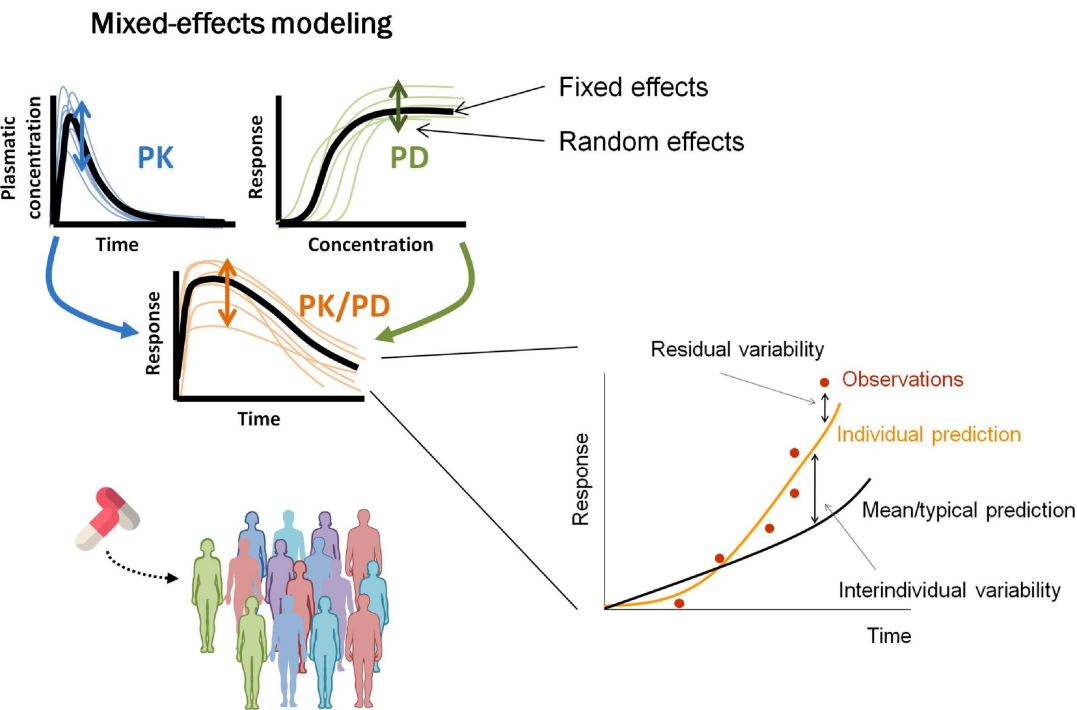 Mixed-effects modeling
Plasmatic
concentration
PK
Time
Response
PD
Concentration
Fixed effects
Random effects
Response
PK/PD
Time
Residual variability
Observations
Individual prediction
Response
Mean/typical prediction
Interindividual variability
Time